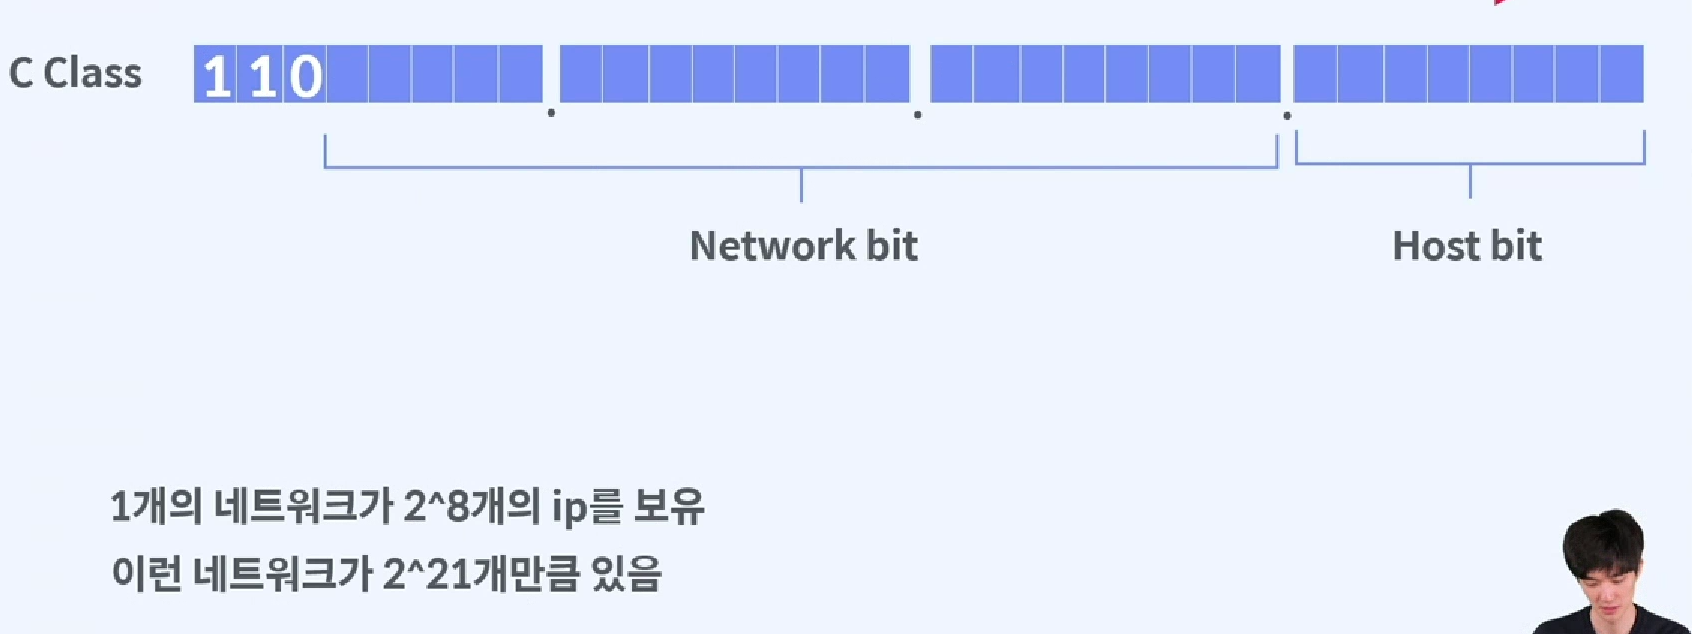 C Class 1 1 0 . . .
Network bit Host bit
1개의 네트워크가 2^8개의 ip를 보유
이런 네트워크가 2^21개만큼 있음